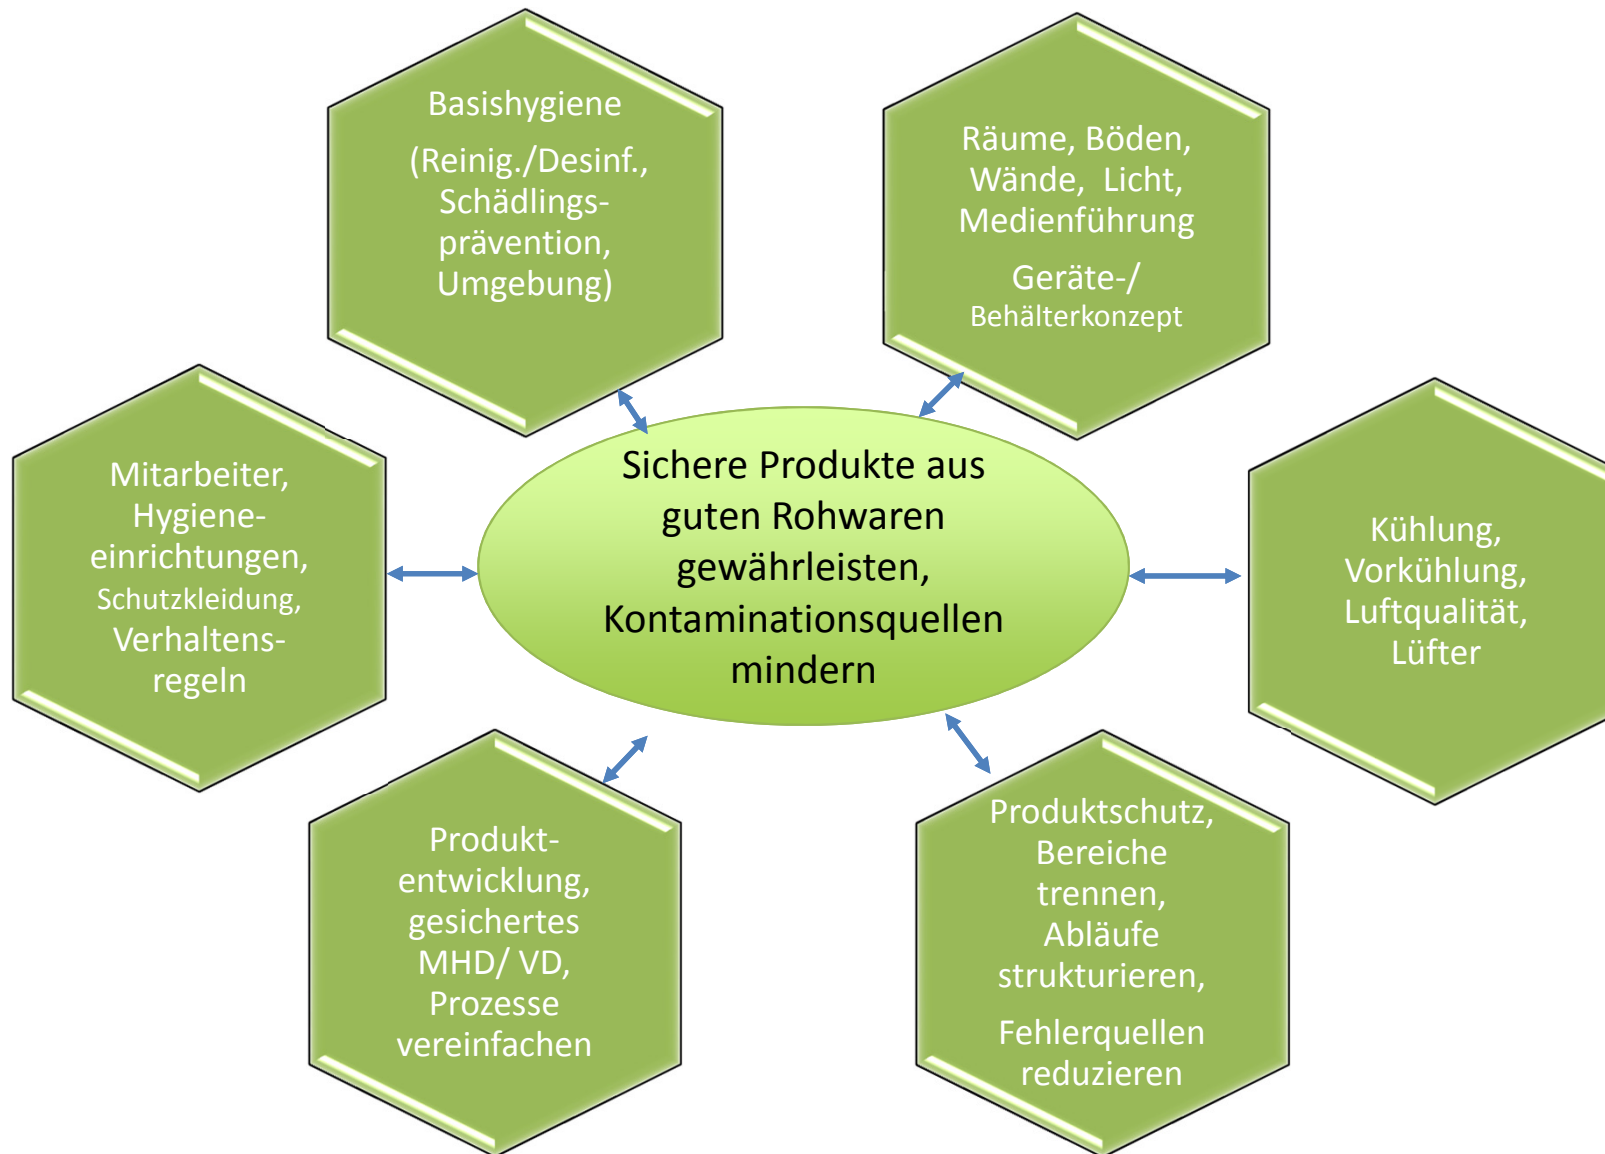 Basishygiene
(Reinig./Desinf.,
Schädlings-
prävention,
Umgebung)
Räume, Böden,
Wände, Licht,
Medienführung
Geräte-/
Behälterkonzept
Mitarbeiter,
Hygiene-
einrichtungen,
Schutzkleidung,
Verhaltens-
regeln
Sichere Produkte aus
guten Rohwaren
gewährleisten,
Kontaminationsquellen
mindern
Kühlung,
Vorkühlung,
Luftqualität,
Lüfter
Produkt-
entwicklung,
gesichertes
MHD/ VD,
Prozesse
vereinfachen
Produktschutz,
Bereiche
trennen,
Abläufe
strukturieren,
Fehlerquellen
reduzieren